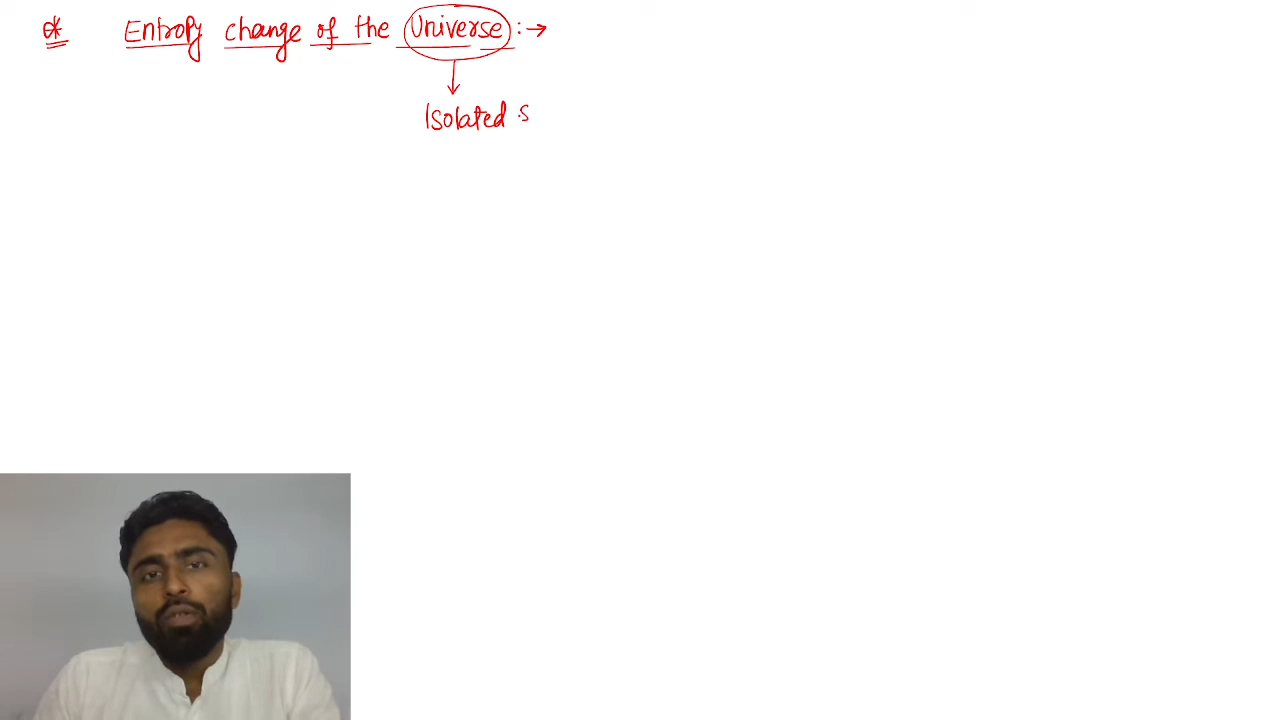 * Entropy change of the Universe :→
Isolated s